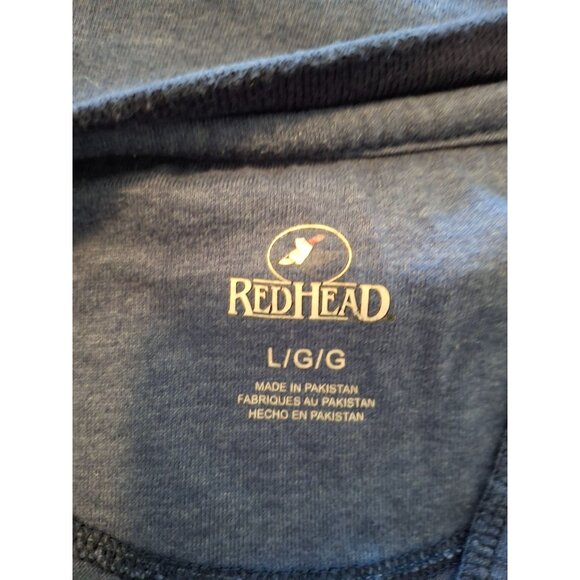 REDHEAD
L/G/G
MADE IN PAKISTAN
FABRIQUES AU PAKISTAN
HECHO EN PAKISTAN